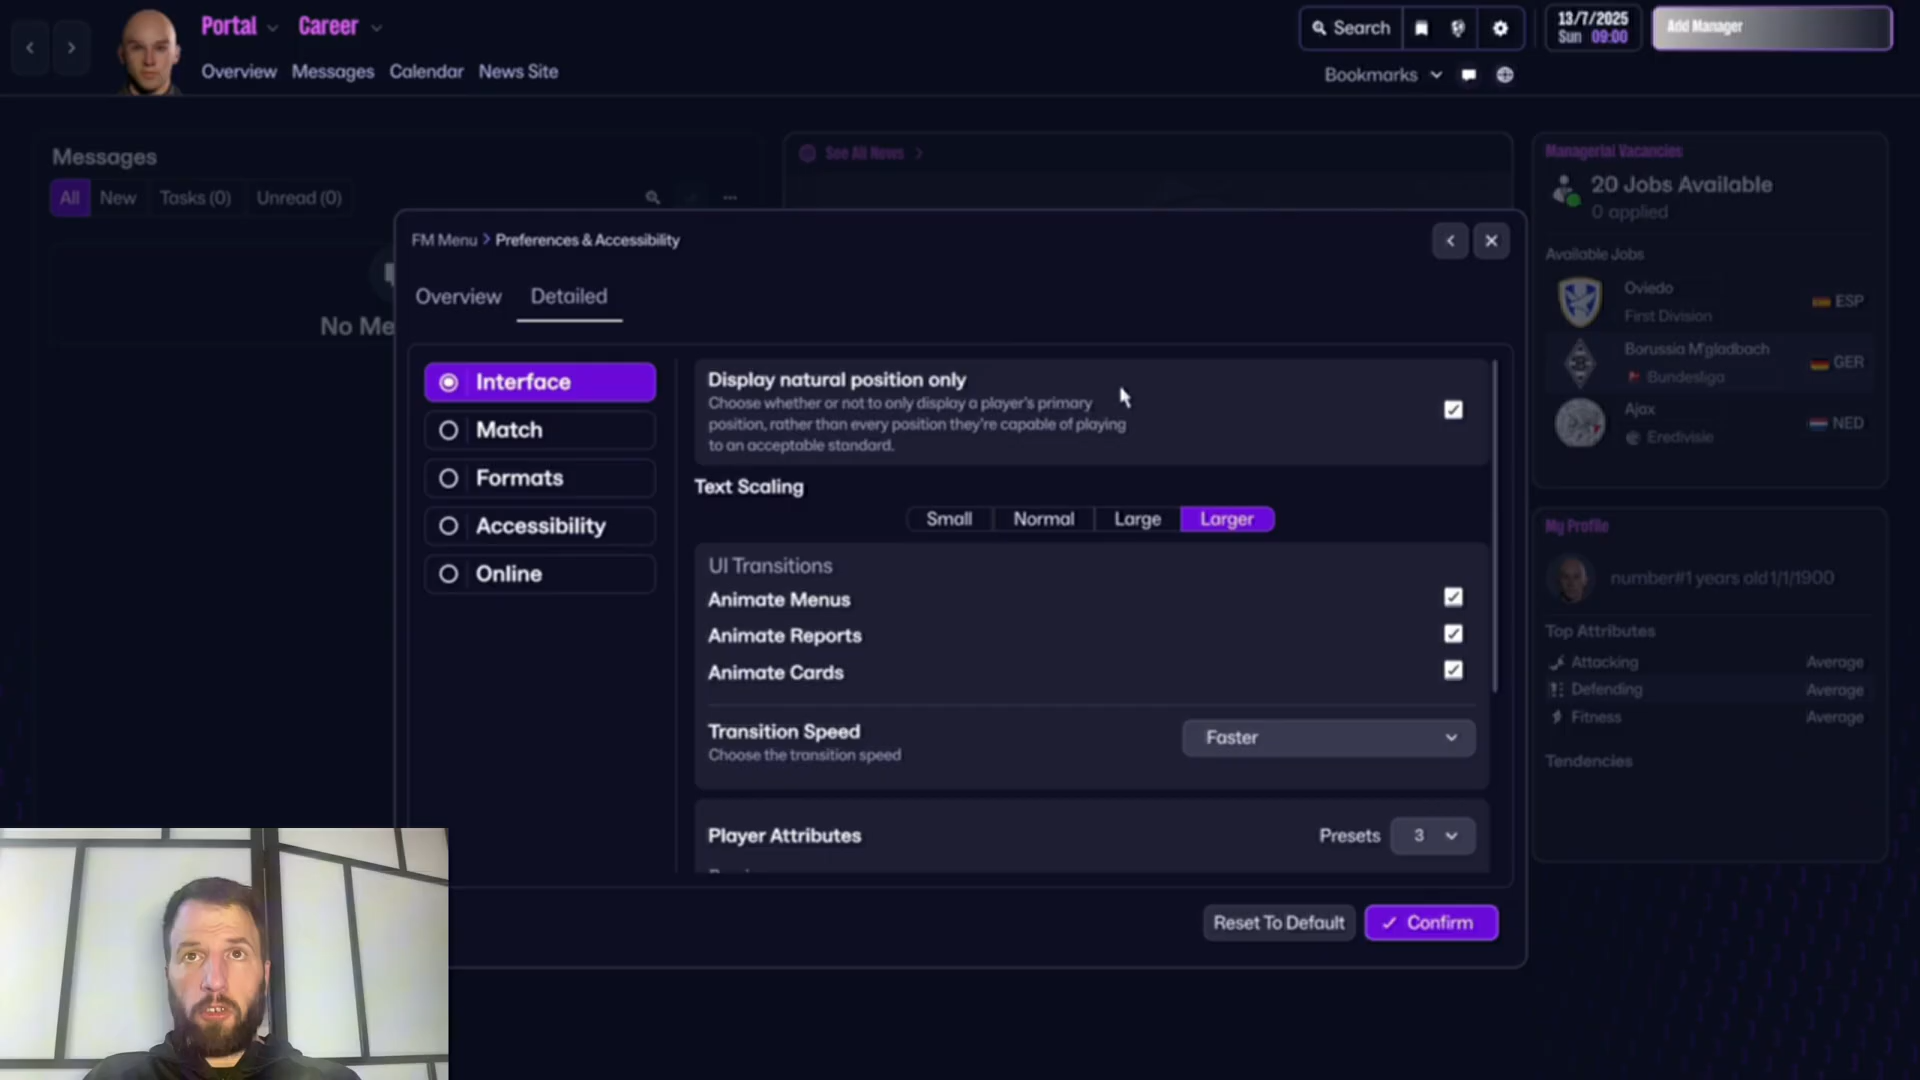 Portal
Career
Search
13/7/2025
Sun 09:00
Add Manager
Overview
Messages
Calendar
News Site
Bookmarks
Messages
All
New
Tasks (0)
Unread (0)
See All News
No Me
Managerial Vacancies
20 Jobs Available
0 applied
Available Jobs
Oviedo
First Division
ESP
Borussia M'gladbach
Bundesliga
GER
Ajax
Eredivisie
NED
My Profile
number#1 years old 1/1/1900
Top Attributes
Attacking Average
Defending Average
Fitness Average
Tendencies
FM Menu > Preferences & Accessibility
Overview
Detailed
Interface
Match
Formats
Accessibility
Online
Display natural position only
Choose whether or not to only display a player's primary
position, rather than every position they're capable of playing
to an acceptable standard.
Text Scaling
Small
Normal
Large
Larger
UI Transitions
Animate Menus
Animate Reports
Animate Cards
Transition Speed
Choose the transition speed
Faster
Player Attributes
Presets 3
Reset To Default
Confirm